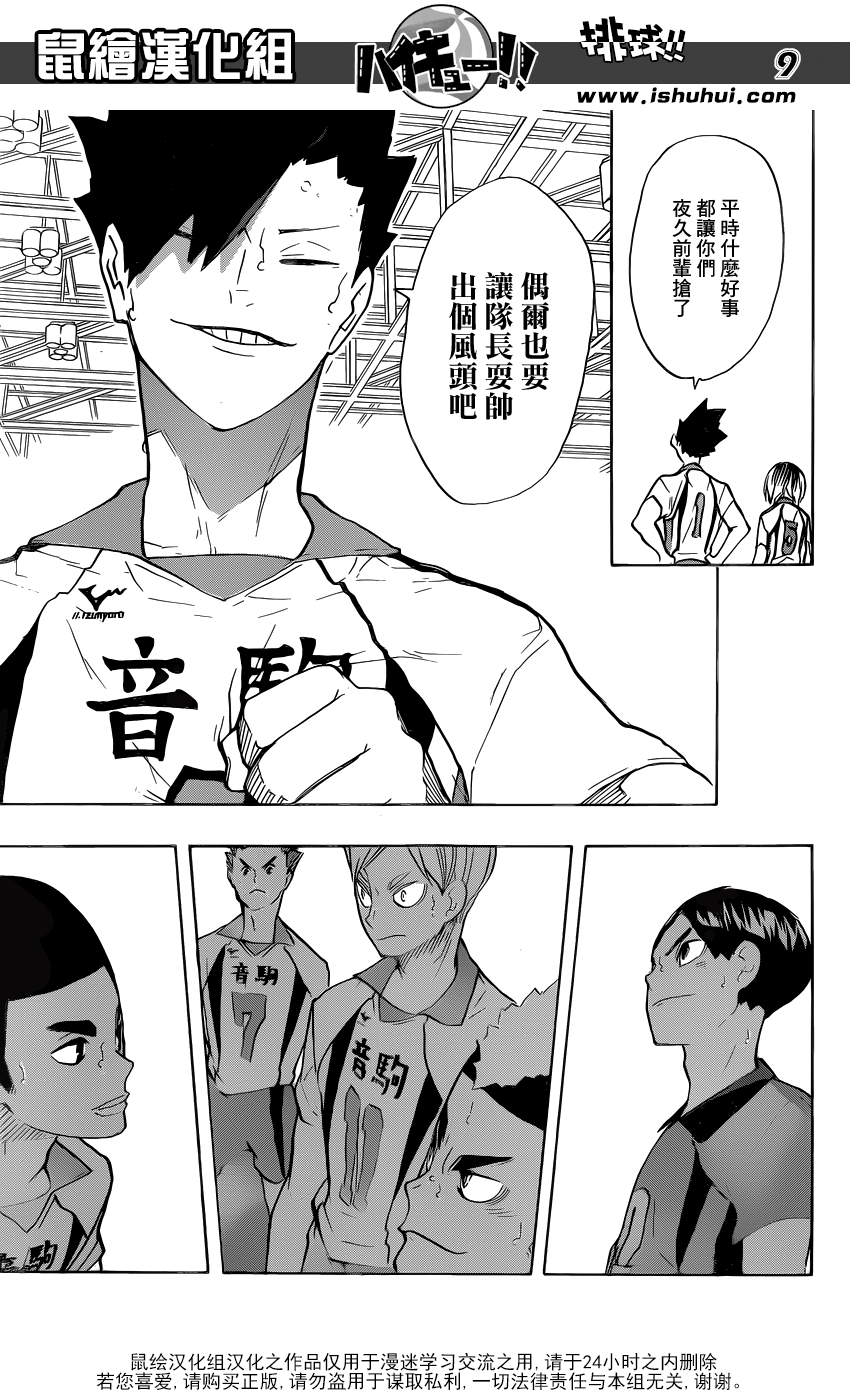 鼠繪漢化組
ハイキュー!!
排球!!
9
www.ishuhui.com
平時什麼好事
都讓你們
夜久前輩搶了
1
偶爾也要
讓隊長耍帥
出個風頭吧
Mizuno
音駒
音駒
7
音駒
11
音駒
鼠绘汉化组汉化之作品仅用于漫迷学习交流之用, 请于24小时之内删除
若您喜爱, 请购买正版, 请勿盗用于谋取私利, 一切法律责任与本组无关, 谢谢。